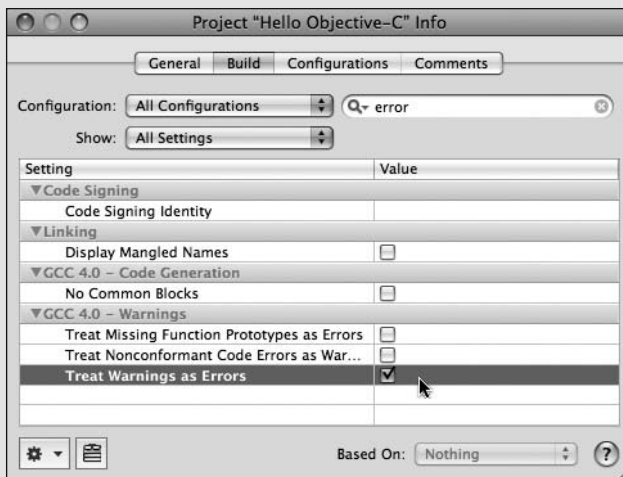 Project “Hello Objective-C” Info
General Build Configurations Comments
Configuration: All Configurations error
Show: All Settings
Setting Value
Code Signing
Code Signing Identity
Linking
Display Mangled Names
GCC 4.0 – Code Generation
No Common Blocks
GCC 4.0 – Warnings
Treat Missing Function Prototypes as Errors
Treat Nonconformant Code Errors as War...
Treat Warnings as Errors
Based On: Nothing ?